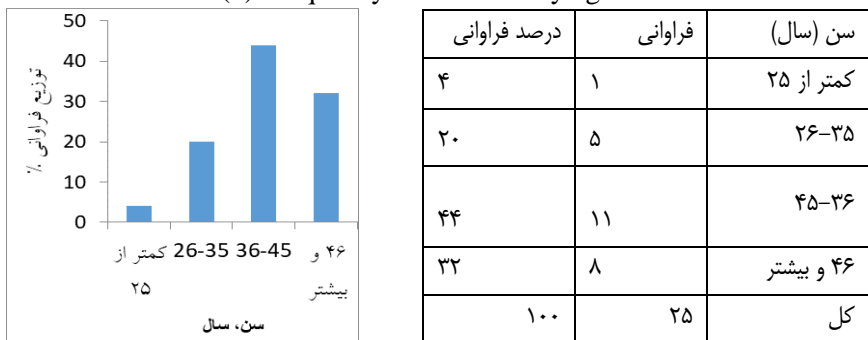 50
40
30
20
10
0
توزیع فراوانی %
کمتر از ۲۵
26-35
36-45
۴۶ و بیشتر
سن، سال
سن (سال) فراوانی درصد فراوانی
کمتر از ۲۵ ۱ ۴
۲۶-۳۵ ۵ ۲۰
۴۵-۳۶ ۱۱ ۴۴
۴۶ و بیشتر ۸ ۳۲
کل ۲۵ ۱۰۰